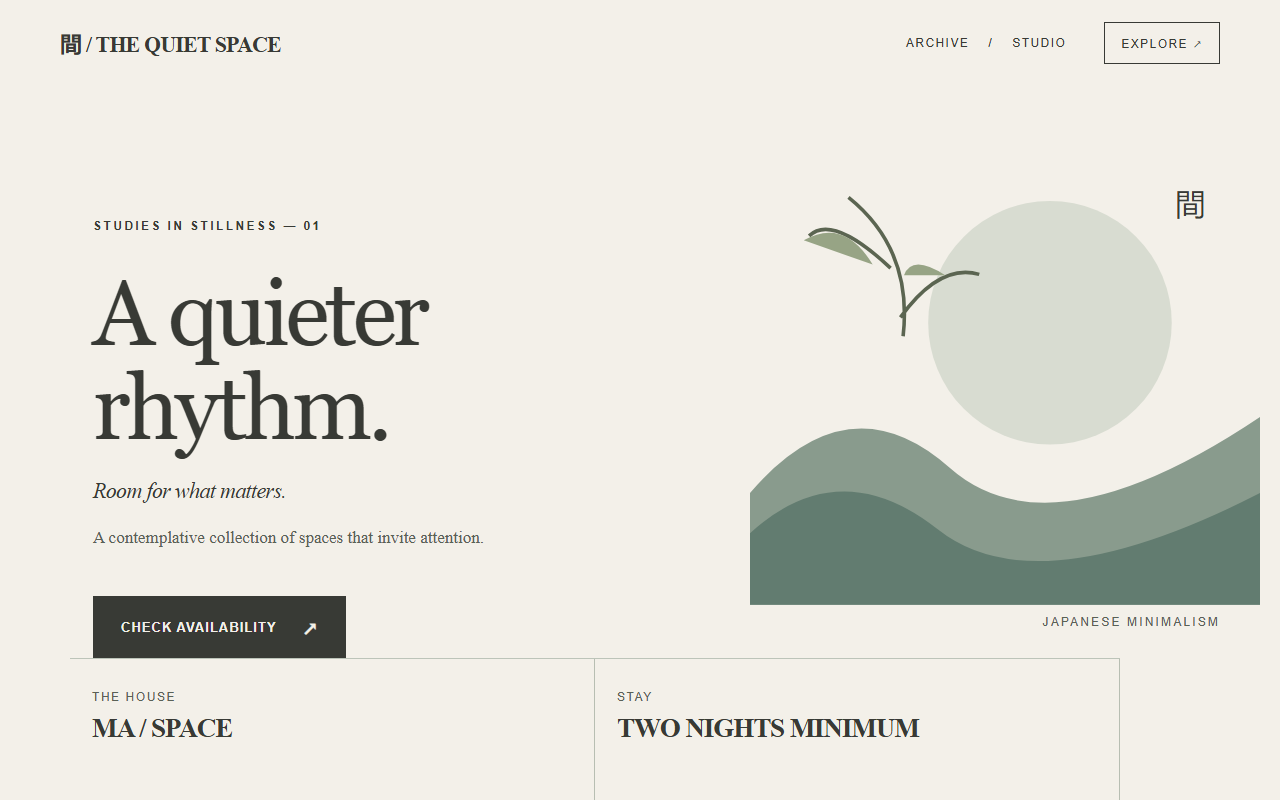 間 / THE QUIET SPACE
ARCHIVE / STUDIO
EXPLORE ↗
間
STUDIES IN STILLNESS — 01
A quieter
rhythm.
Room for what matters.
A contemplative collection of spaces that invite attention.
CHECK AVAILABILITY ↗
JAPANESE MINIMALISM
THE HOUSE
MA / SPACE
STAY
TWO NIGHTS MINIMUM